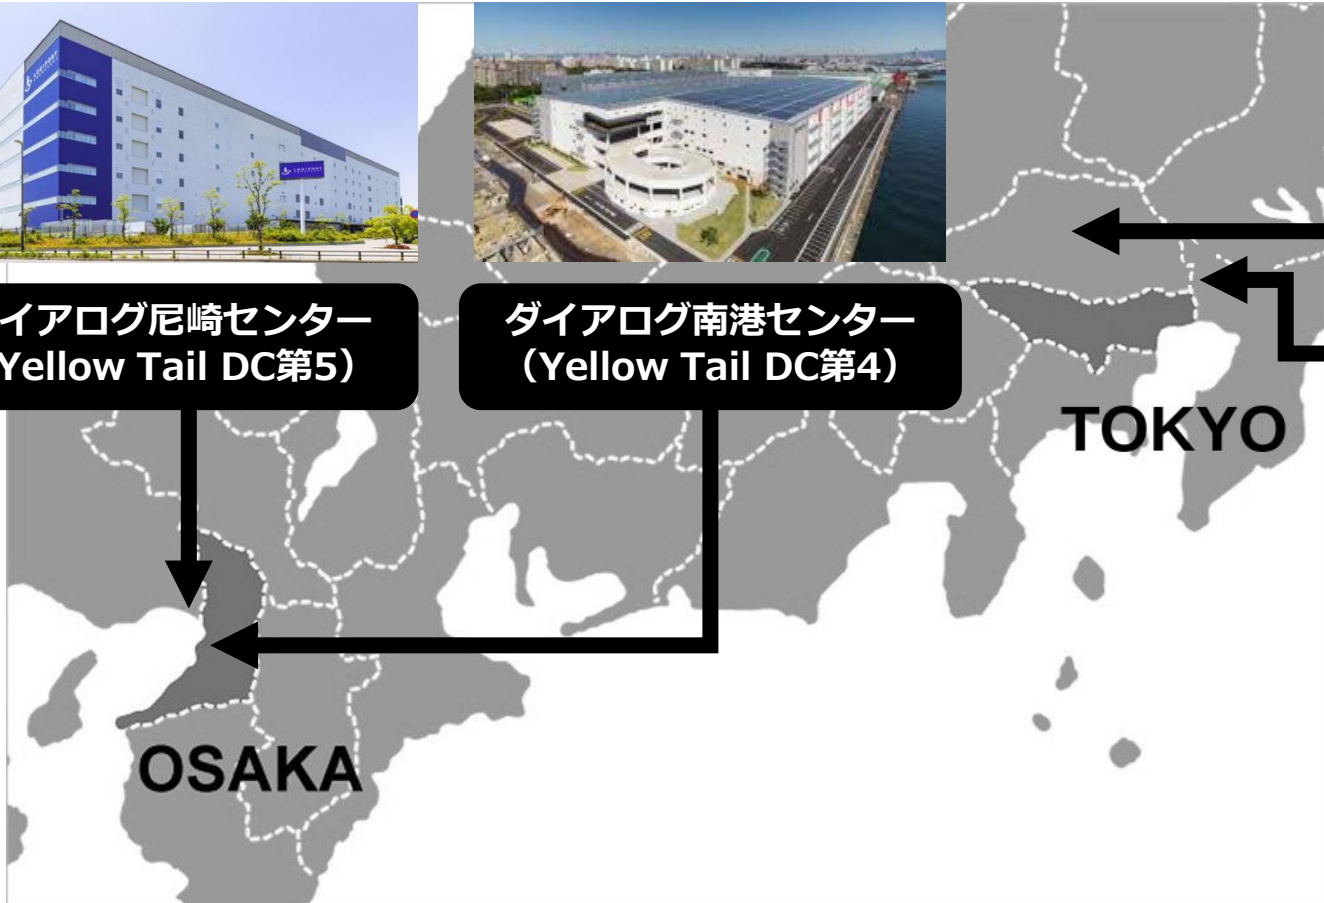 イアログ尼崎センター
Yellow Tail DC第5）
ダイアログ南港センター
（Yellow Tail DC第4）
TOKYO
OSAKA